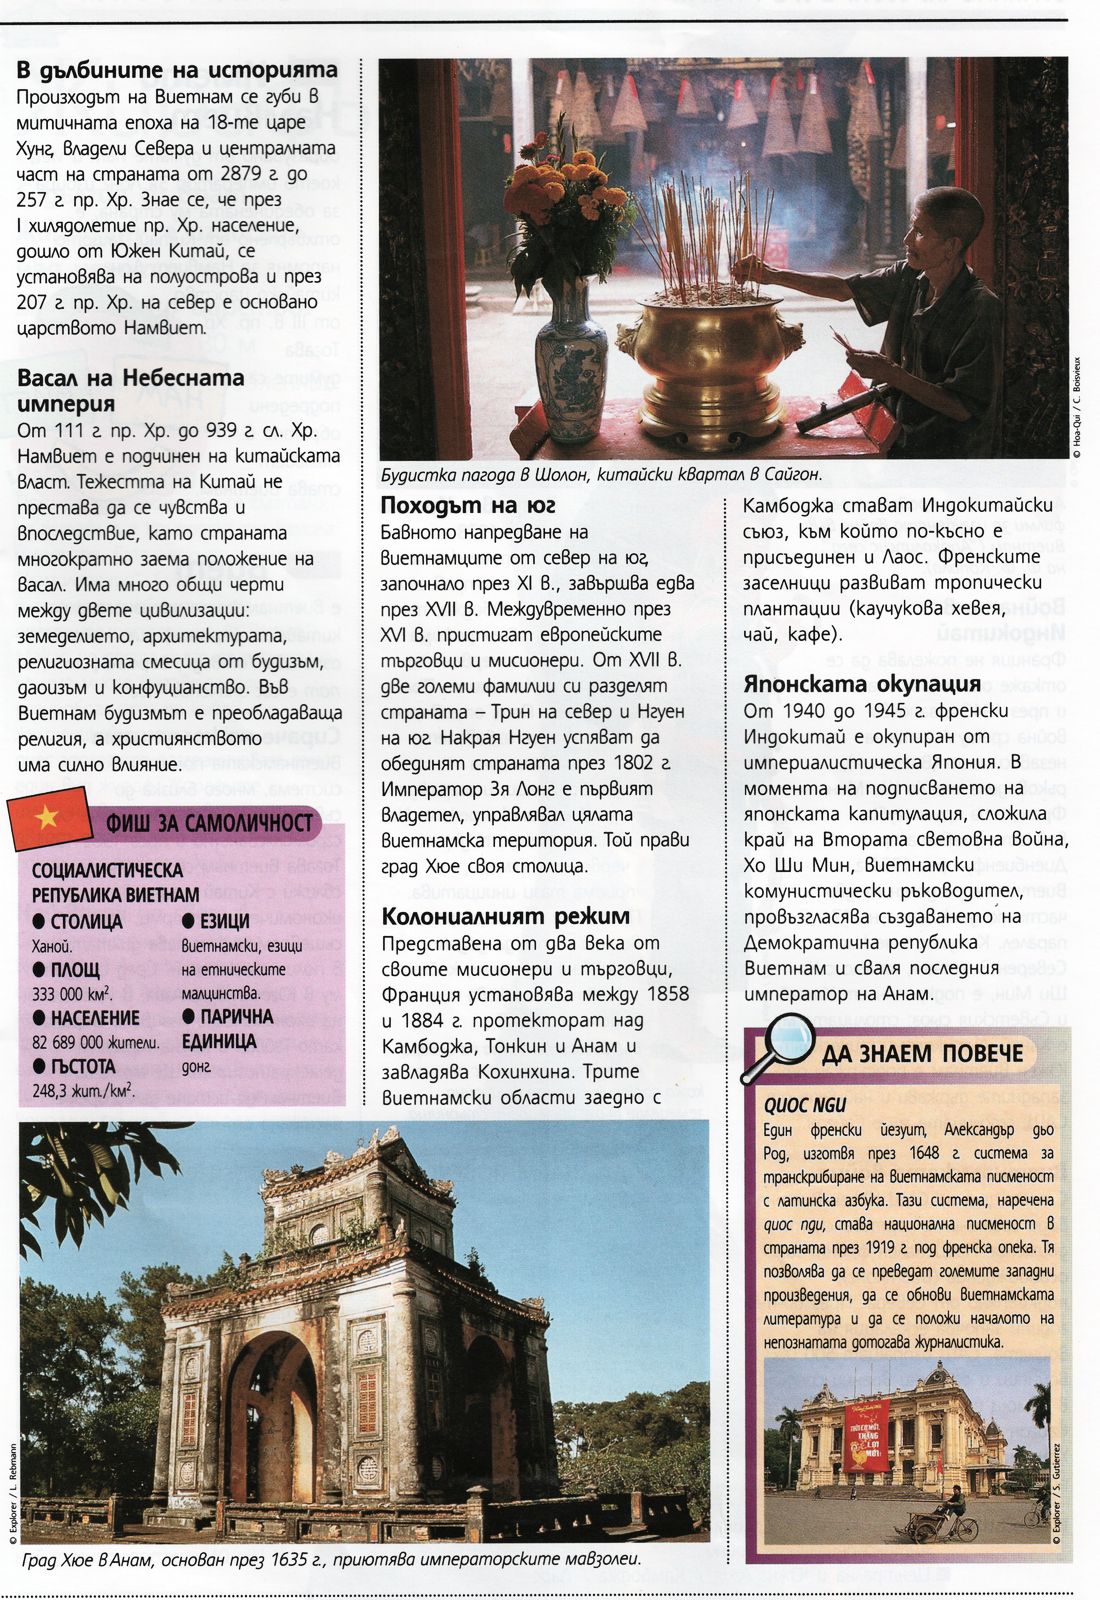 В дълбините на историята
Произходът на Виетнам се губи в
митичната епоха на 18-те царе
Хунг, владели Севера и централната
част на страната от 2879 г. до
257 г. пр. Хр. Знае се, че през
I хилядолетие пр. Хр. население,
дошло от Южен Китай, се
установява на полуострова и през
207 г. пр. Хр. на север е основано
царството Намвиет.
Васал на Небесната
империя
От 111 г. пр. Хр. до 939 г. сл. Хр.
Намвиет е подчинен на китайската
власт. Тежестта на Китай не
престава да се чувства и
впоследствие, като страната
многократно заема положение на
васал. Има много общи черти
между двете цивилизации:
земеделието, архитектурата,
религиозната смесица от будизъм,
даоизъм и конфуцианство. Във
Виетнам будизмът е преобладаваща
религия, а християнството
има силно влияние.
ФИШ ЗА САМОЛИЧНОСТ
СОЦИАЛИСТИЧЕСКА
РЕПУБЛИКА ВИЕТНАМ
● СТОЛИЦА
Ханой.
● ПЛОЩ
333 000 км².
● НАСЕЛЕНИЕ
82 689 000 жители.
● ГЪСТОТА
248,3 жит./км².
● ЕЗИЦИ
Виетнамски, езици
на етническите
малцинства.
● ПАРИЧНА
ЕДИНИЦА
донг.
© Hoa-Qui / C. Boisvieux
Будистка пагода в Шолон, китайски квартал в Сайгон.
Походът на юг
Бавното напредване на
виетнамците от север на юг,
започнало през XI в., завършва едва
през XVII в. Междувременно през
XVI в. пристигат европейските
търговци и мисионери. От XVII в.
две големи фамилии си разделят
страната – Трин на север и Нгуен
на юг. Накрая Нгуен успяват да
обединят страната през 1802 г.
Император Зя Лонг е първият
владетел, управлявал цялата
виетнамска територия. Той прави
град Хюе своя столица.
Колониалният режим
Представена от два века от
своите мисионери и търговци,
Франция установява между 1858
и 1884 г. протекторат над
Камбоджа, Тонкин и Анам и
завладява Кохинхина. Трите
виетнамски области заедно с
Камбоджа стават Индокитайски
съюз, към който по-късно е
присъединен и Лаос. Френските
заселници развиват тропически
плантации (каучукова хевея,
чай, кафе).
Японската окупация
От 1940 до 1945 г. френски
Индокитай е окупиран от
империалистическа Япония. В
момента на подписването на
японската капитулация, сложила
край на Втората световна война,
Хо Ши Мин, виетнамски
комунистически ръководител,
провъзгласява създаването на
Демократична република
Виетнам и сваля последния
император на Анам.
ДА ЗНАЕМ ПОВЕЧЕ
QUOC NGU
Един френски йезуит, Александър дьо
Род, изготвя през 1648 г. система за
транскрибиране на виетнамската писменост
с латинска азбука. Тази система, наречена
quoc ngu, става национална писменост в
страната през 1919 г. под френска опека. Тя
позволява да се преведат големите западни
произведения, да се обнови виетнамската
литература и да се положи началото на
непознатата дотогава журналистика.
THẮNG
LỢI
MỚI
© Explorer / S. Gutierrez
© Explorer / L. Rebmann
Град Хюе в Анам, основан през 1635 г., приютява императорските мавзолеи.